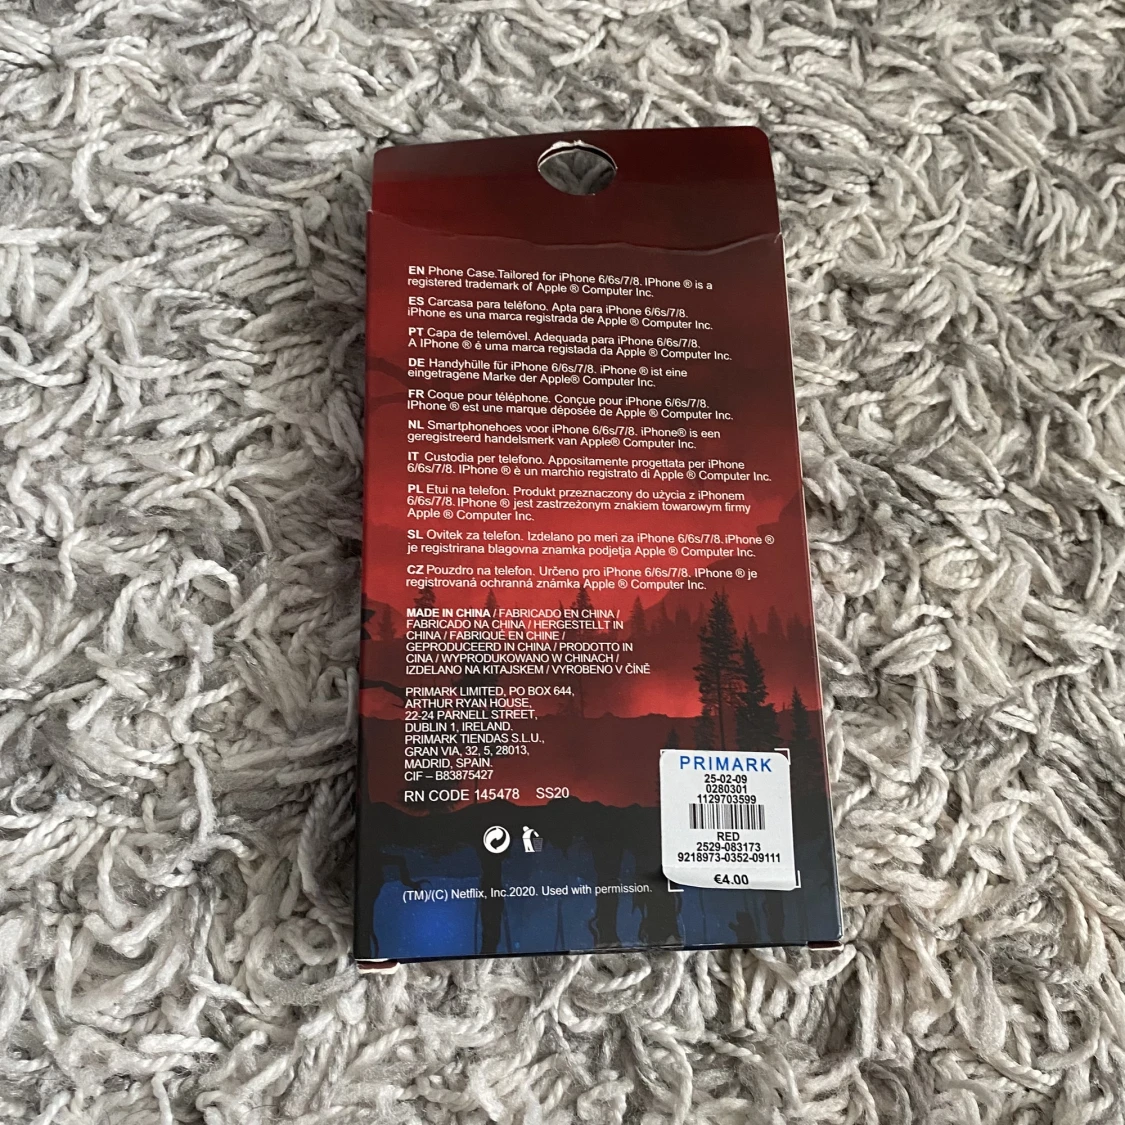 EN Phone Case.Tailored for iPhone 6/6s/7/8. IPhone ® is a
registered trademark of Apple ® Computer Inc.
ES Carcasa para teléfono. Apta para iPhone 6/6s/7/8.
iPhone es una marca registrada de Apple ® Computer Inc.
PT Capa de telemóvel. Adequada para iPhone 6/6s/7/8.
A IPhone ® é uma marca registada da Apple ® Computer Inc.
DE Handyhülle für iPhone 6/6s/7/8. iPhone ® ist eine
eingetragene Marke der Apple® Computer Inc.
FR Coque pour téléphone. Conçue pour iPhone 6/6s/7/8.
IPhone ® est une marque déposée de Apple ® Computer Inc.
NL Smartphonehoes voor iPhone 6/6s/7/8. iPhone® is een
geregistreerd handelsmerk van Apple® Computer Inc.
IT Custodia per telefono. Appositamente progettata per iPhone
6/6s/7/8. IPhone ® è un marchio registrato di Apple ® Computer Inc.
PL Etui na telefon. Produkt przeznaczony do użycia z iPhonem
6/6s/7/8. IPhone ® jest zastrzeżonym znakiem towarowym firmy
Apple ® Computer Inc.
SL Ovitek za telefon. Izdelano po meri za iPhone 6/6s/7/8. iPhone ®
je registrirana blagovna znamka podjetja Apple ® Computer Inc.
CZ Pouzdro na telefon. Určeno pro iPhone 6/6s/7/8. IPhone ® je
registrovaná ochranná známka Apple ® Computer Inc.
MADE IN CHINA / FABRICADO EN CHINA /
FABRICADO NA CHINA / HERGESTELLT IN
CHINA / FABRIQUÉ EN CHINE /
GEPRODUCEERD IN CHINA / PRODOTTO IN
CINA / WYPRODUKOWANO W CHINACH /
IZDELANO NA KITAJSKEM / VYROBENO V ČÍNĚ
PRIMARK LIMITED, PO BOX 644,
ARTHUR RYAN HOUSE,
22-24 PARNELL STREET,
DUBLIN 1, IRELAND.
PRIMARK TIENDAS S.L.U.,
GRAN VIA, 32, 5, 28013,
MADRID, SPAIN.
CIF – B83875427
RN CODE 145478 SS20
(TM)/(C) Netflix, Inc.2020. Used with permission.
PRIMARK
25-02-09
0280301
1129703599
RED
2529-083173
9218973-0352-09111
€4.00